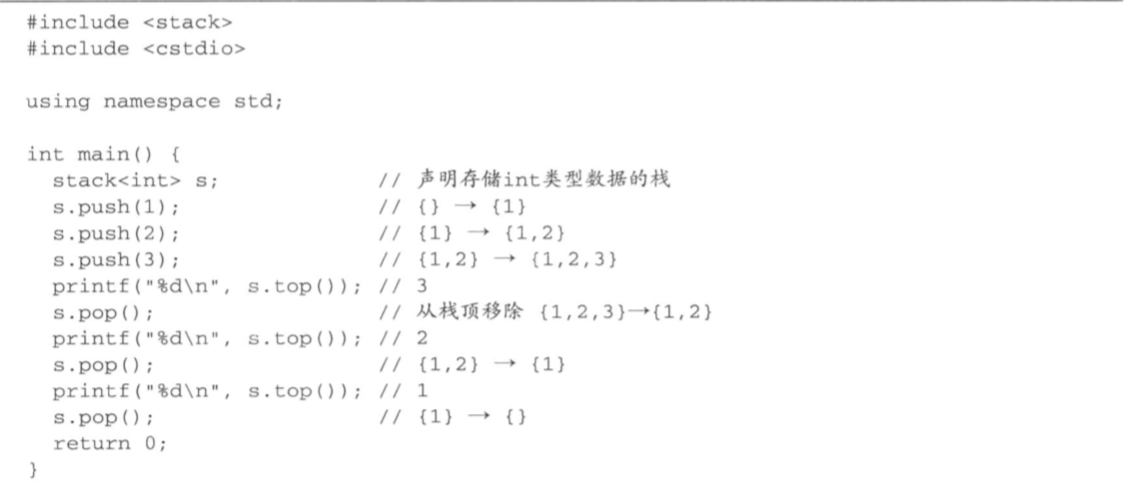 #include <stack>
#include <cstdio>
using namespace std;
int main() {
  stack<int> s;                // 声明存储int类型数据的栈
  s.push(1);                   // {} → {1}
  s.push(2);                   // {1} → {1,2}
  s.push(3);                   // {1,2} → {1,2,3}
  printf("%d\n", s.top()); // 3
  s.pop();                     // 从栈顶移除 {1,2,3}→{1,2}
  printf("%d\n", s.top()); // 2
  s.pop();                     // {1,2} → {1}
  printf("%d\n", s.top()); // 1
  s.pop();                     // {1} → {}
  return 0;
}